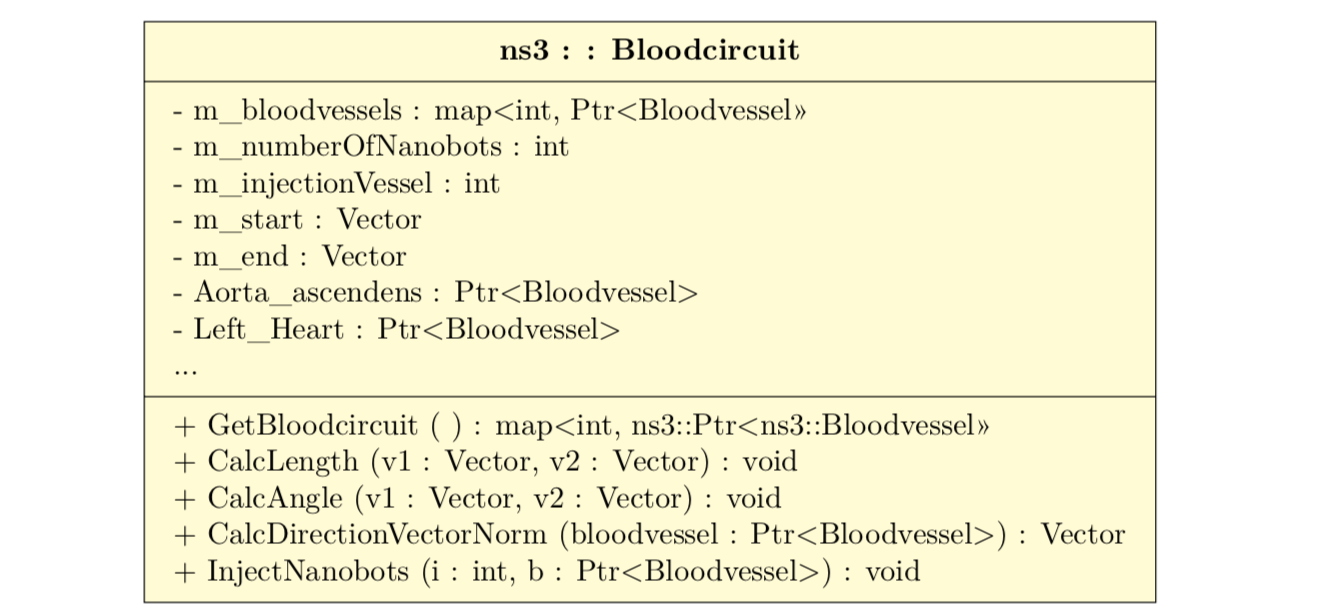 ns3 : : Bloodcircuit
- m_bloodvessels : map<int, Ptr<Bloodvessel»
- m_numberOfNanobots : int
- m_injectionVessel : int
- m_start : Vector
- m_end : Vector
- Aorta_ascendens : Ptr<Bloodvessel>
- Left_Heart : Ptr<Bloodvessel>
...
+ GetBloodcircuit ( ) : map<int, ns3::Ptr<ns3::Bloodvessel»
+ CalcLength (v1 : Vector, v2 : Vector) : void
+ CalcAngle (v1 : Vector, v2 : Vector) : void
+ CalcDirectionVectorNorm (bloodvessel : Ptr<Bloodvessel>) : Vector
+ InjectNanobots (i : int, b : Ptr<Bloodvessel>) : void